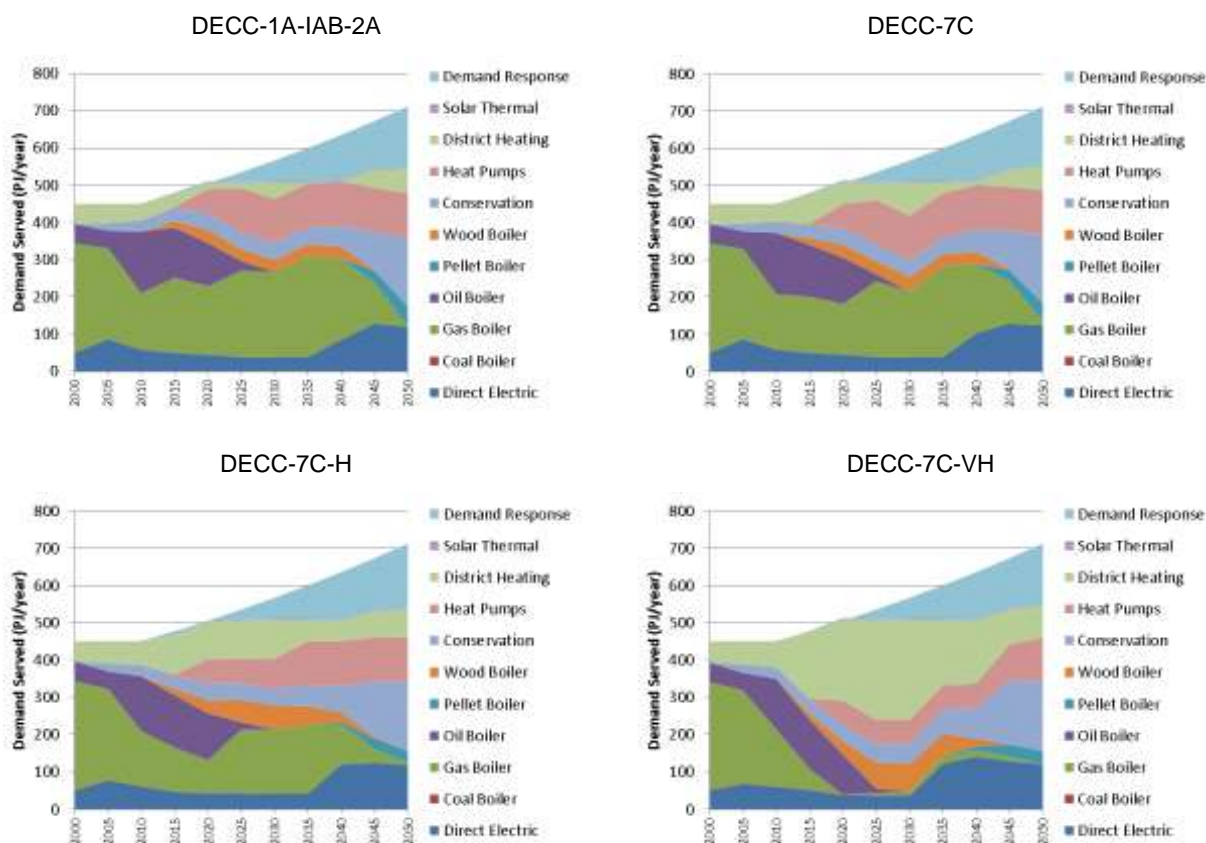 DECC-1A-IAB-2A
Demand Served (PJ/year)
800
700
600
500
400
300
200
100
0
2000
2005
2010
2015
2020
2025
2030
2035
2040
2045
2050
Demand Response
Solar Thermal
District Heating
Heat Pumps
Conservation
Wood Boiler
Pellet Boiler
Oil Boiler
Gas Boiler
Coal Boiler
Direct Electric
DECC-7C
Demand Served (PJ/year)
800
700
600
500
400
300
200
100
0
2000
2005
2010
2015
2020
2025
2030
2035
2040
2045
2050
Demand Response
Solar Thermal
District Heating
Heat Pumps
Conservation
Wood Boiler
Pellet Boiler
Oil Boiler
Gas Boiler
Coal Boiler
Direct Electric
DECC-7C-H
Demand Served (PJ/year)
800
700
600
500
400
300
200
100
0
2000
2005
2010
2015
2020
2025
2030
2035
2040
2045
2050
Demand Response
Solar Thermal
District Heating
Heat Pumps
Conservation
Wood Boiler
Pellet Boiler
Oil Boiler
Gas Boiler
Coal Boiler
Direct Electric
DECC-7C-VH
Demand Served (PJ/year)
800
700
600
500
400
300
200
100
0
2000
2005
2010
2015
2020
2025
2030
2035
2040
2045
2050
Demand Response
Solar Thermal
District Heating
Heat Pumps
Conservation
Wood Boiler
Pellet Boiler
Oil Boiler
Gas Boiler
Coal Boiler
Direct Electric